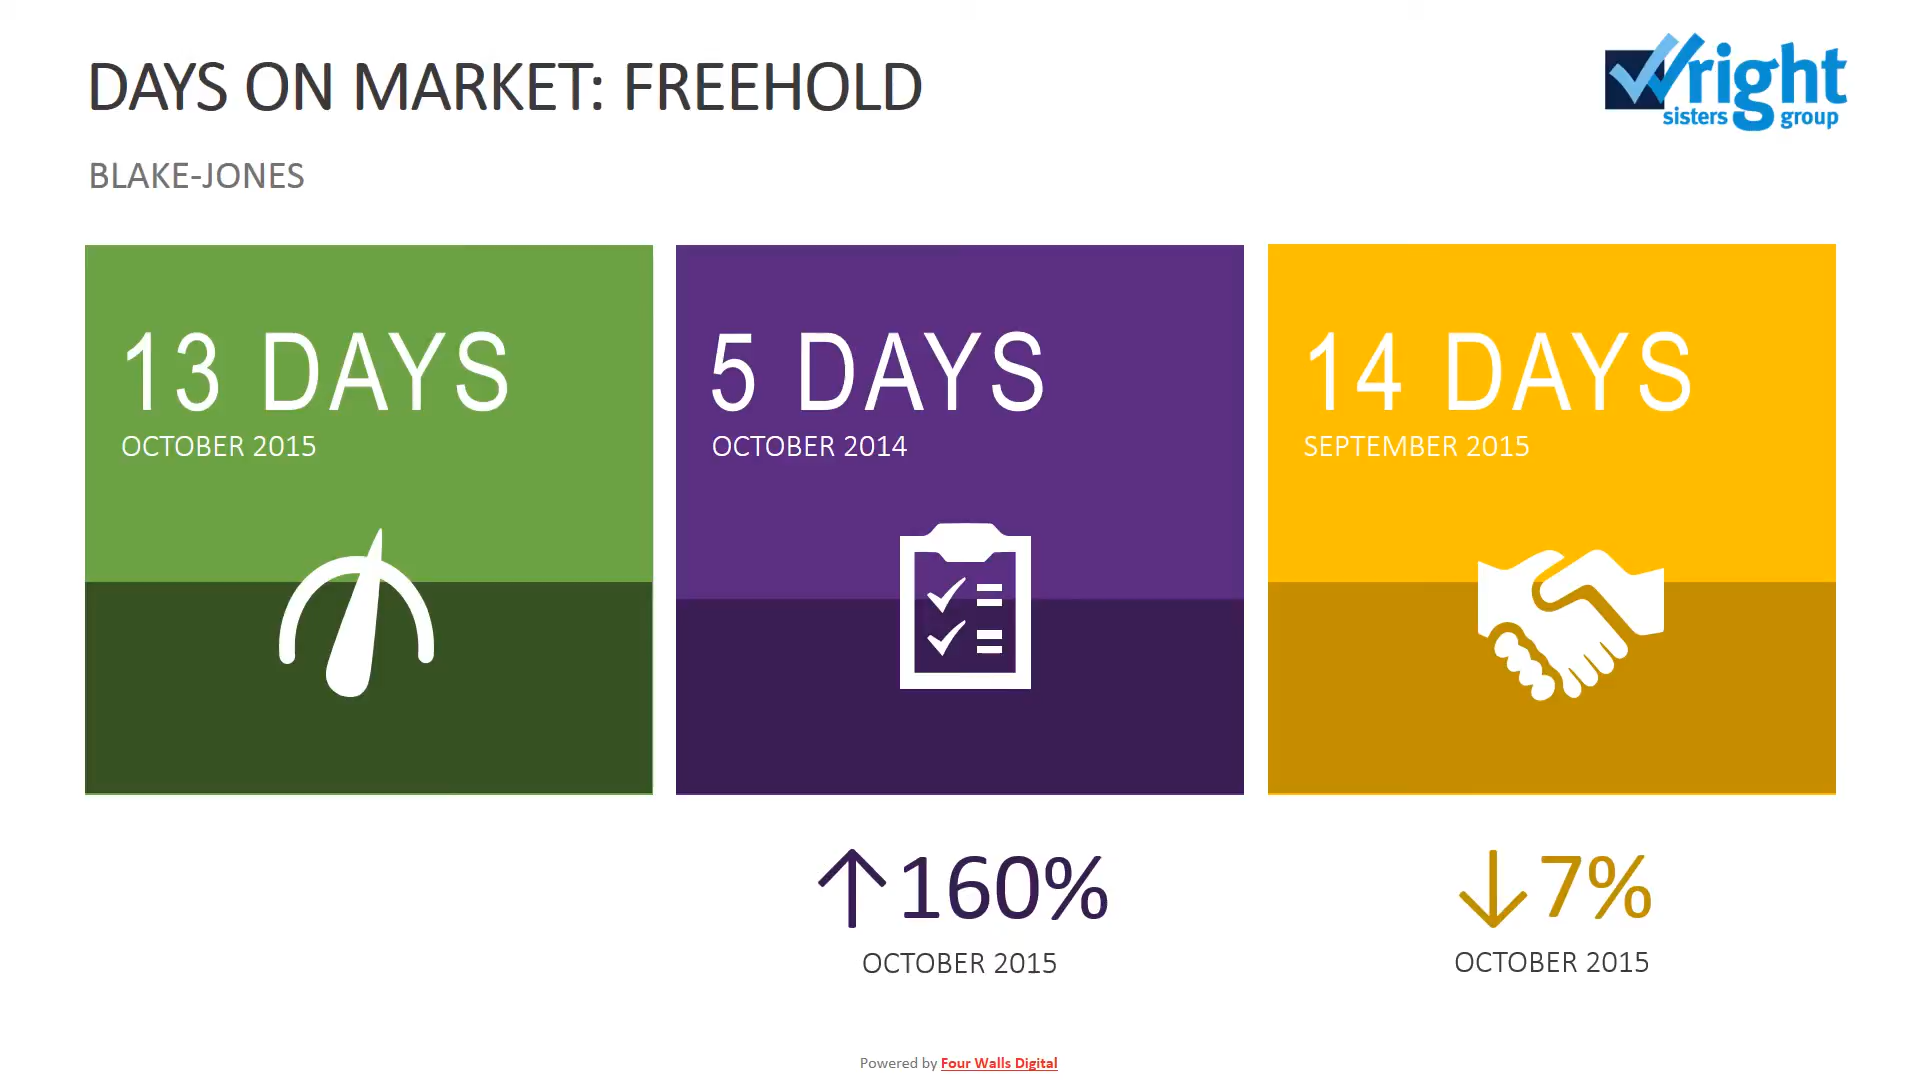 DAYS ON MARKET: FREEHOLD
Wright
sisters group
BLAKE-JONES
13 DAYS
OCTOBER 2015
5 DAYS
OCTOBER 2014
14 DAYS
SEPTEMBER 2015
↑160%
OCTOBER 2015
↓7%
OCTOBER 2015
Powered by Four Walls Digital